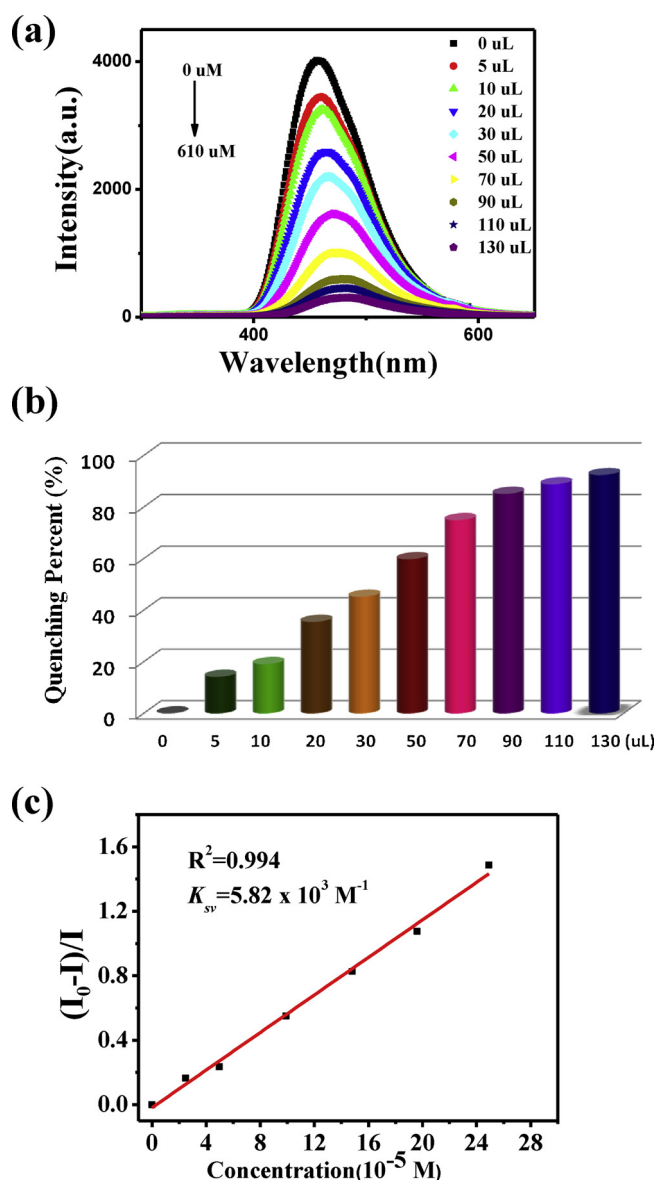 (a)
Intensity(a.u.)
4000
2000
0
0 uM
610 uM
0 uL
5 uL
10 uL
20 uL
30 uL
50 uL
70 uL
90 uL
110 uL
130 uL
400
600
Wavelength(nm)
(b)
Quenching Percent (%)
100
80
60
40
20
0
0 5 10 20 30 50 70 90 110 130 (uL)
(c)
(I₀-I)/I
1.6
1.2
0.8
0.4
0.0
R²=0.994
Ksv=5.82 x 10³ M⁻¹
0 4 8 12 16 20 24 28
Concentration(10⁻⁵ M)